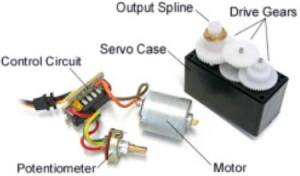 Output Spline
Drive Gears
Servo Case
Control Circuit
Potentiometer
Motor